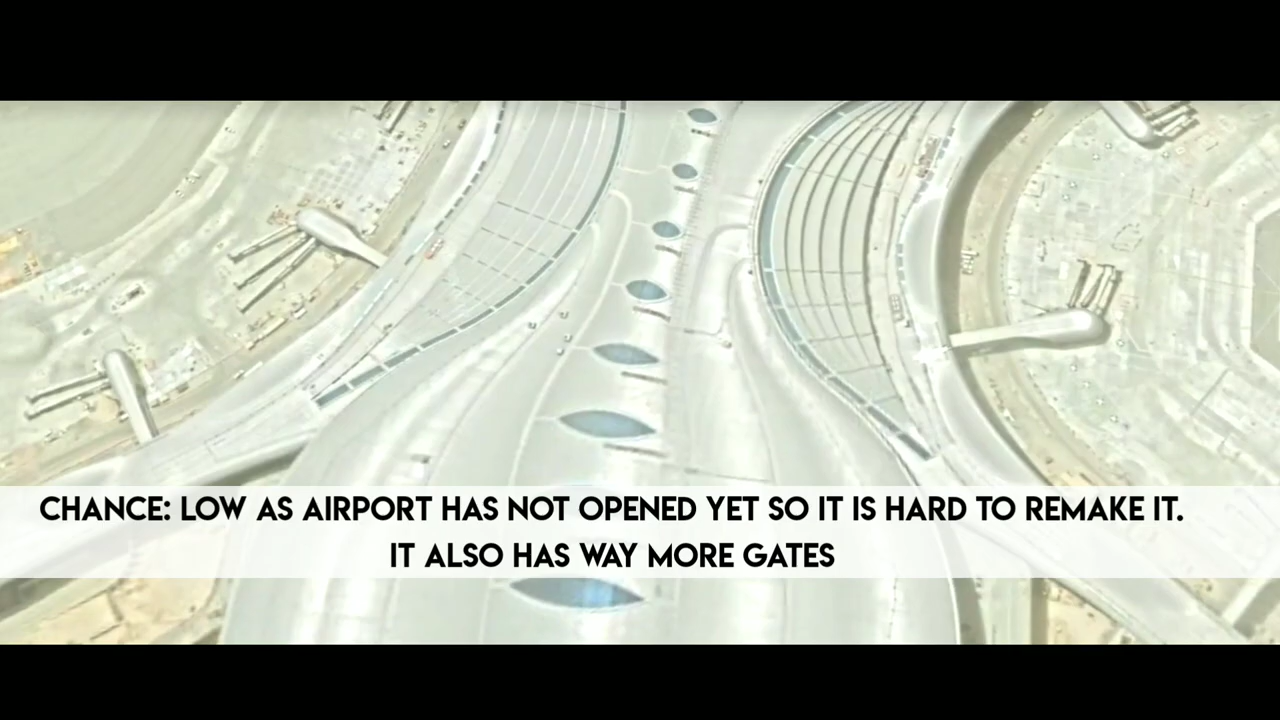 CHANCE: LOW AS AIRPORT HAS NOT OPENED YET SO IT IS HARD TO REMAKE IT.
IT ALSO HAS WAY MORE GATES